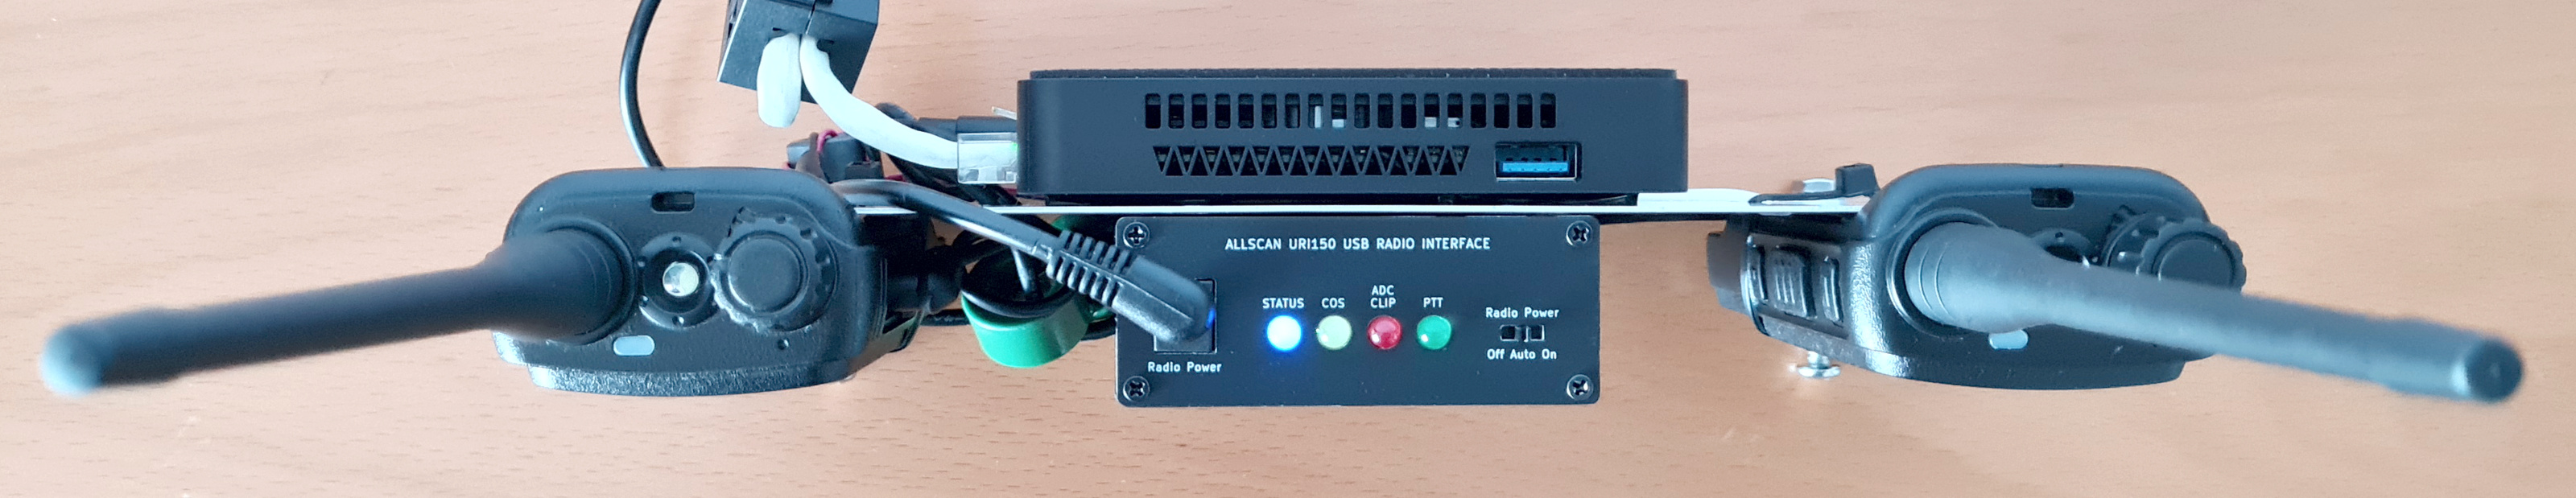 ALLSCAN URI150 USB RADIO INTERFACE
STATUS COS ADC CLIP PTT
Radio Power
Off Auto On
Radio Power